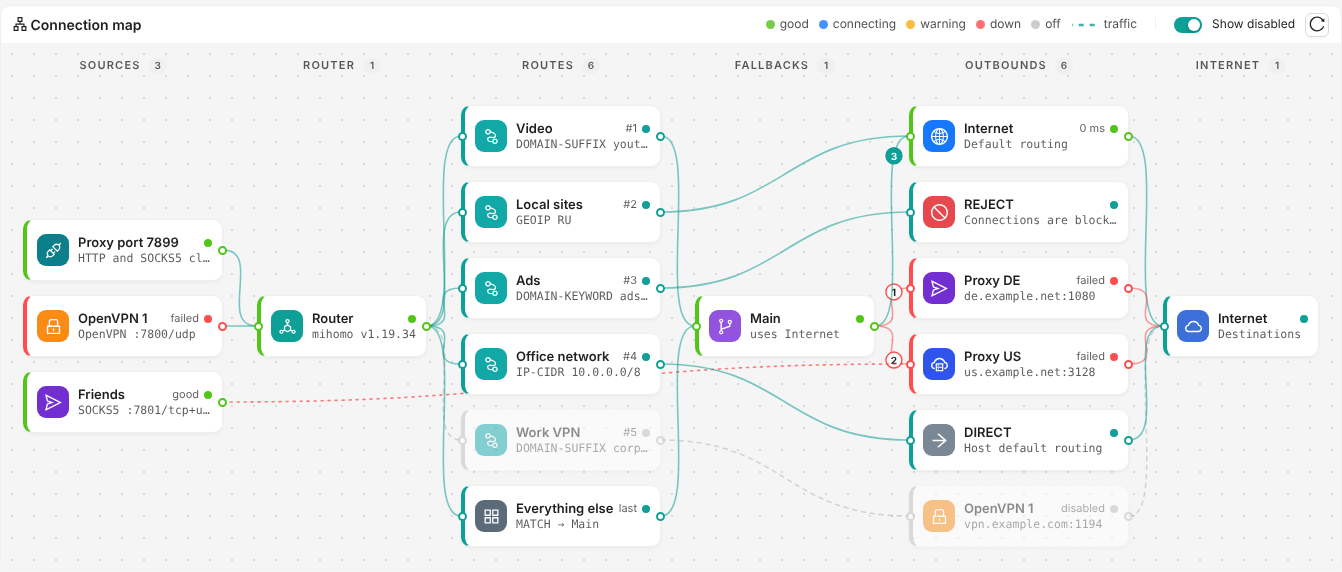 Connection map
good connecting warning down off traffic Show disabled
SOURCES 3
ROUTER 1
ROUTES 6
FALLBACKS 1
OUTBOUNDS 6
INTERNET 1
Proxy port 7899
HTTP and SOCKS5 cl…
OpenVPN 1 failed
OpenVPN :7800/udp
Friends good
SOCKS5 :7801/tcp+u…
Router
mihomo v1.19.34
Video #1
DOMAIN-SUFFIX yout…
Local sites #2
GEOIP RU
Ads #3
DOMAIN-KEYWORD ads…
Office network #4
IP-CIDR 10.0.0.0/8
Work VPN #5
DOMAIN-SUFFIX corp…
Everything else last
MATCH → Main
Main
uses Internet
3
1
2
Internet 0 ms
Default routing
REJECT
Connections are block…
Proxy DE failed
de.example.net:1080
Proxy US failed
us.example.net:3128
DIRECT
Host default routing
OpenVPN 1 disabled
vpn.example.com:1194
Internet
Destinations